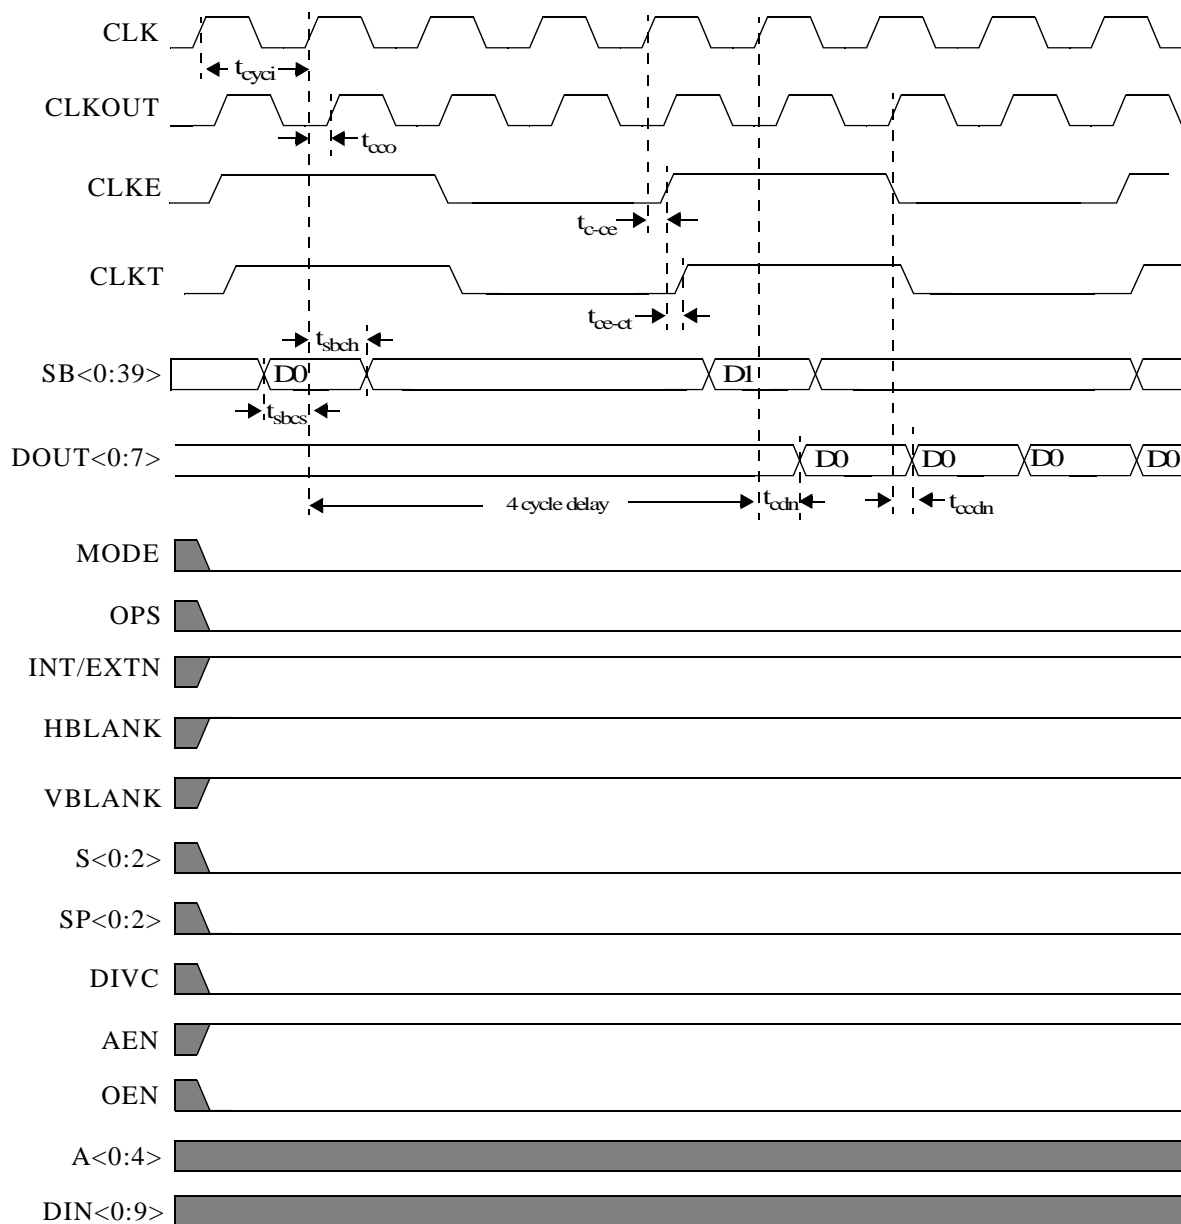 CLK
t_cyci
CLKOUT
t_cco
CLKE
t_c-ce
CLKT
t_ce-ct
t_sbch
SB<0:39> D0 D1
t_sbcs
DOUT<0:7> D0 D0 D0 D0
4 cycle delay t_cdn t_ccdn
MODE
OPS
INT/EXTN
HBLANK
VBLANK
S<0:2>
SP<0:2>
DIVC
AEN
OEN
A<0:4>
DIN<0:9>